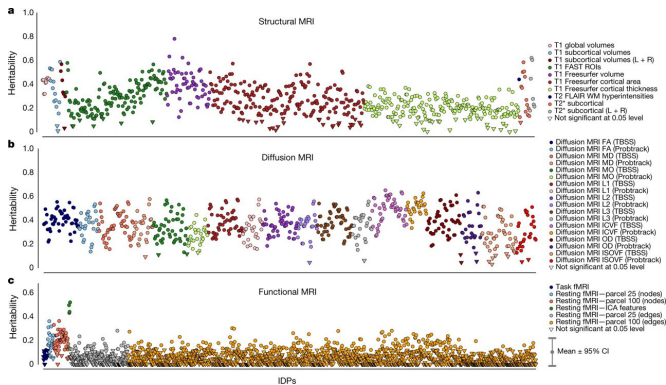 a
Structural MRI
1.0
0.8
0.6
0.4
0.2
0
Heritability
T1 global volumes
T1 subcortical volumes
T1 subcortical volumes (L + R)
T1 FAST ROIs
T1 Freesurfer volume
T1 Freesurfer cortical area
T1 Freesurfer cortical thickness
T2 FLAIR WM hyperintensities
T2* subcortical
T2* subcortical (L + R)
Not significant at 0.05 level
b
Diffusion MRI
1.0
0.8
0.6
0.4
0.2
0
Heritability
Diffusion MRI FA (TBSS)
Diffusion MRI FA (Probtrack)
Diffusion MRI MD (TBSS)
Diffusion MRI MD (Probtrack)
Diffusion MRI MO (TBSS)
Diffusion MRI MO (Probtrack)
Diffusion MRI L1 (TBSS)
Diffusion MRI L1 (Probtrack)
Diffusion MRI L2 (TBSS)
Diffusion MRI L2 (Probtrack)
Diffusion MRI L3 (TBSS)
Diffusion MRI L3 (Probtrack)
Diffusion MRI ICVF (TBSS)
Diffusion MRI ICVF (Probtrack)
Diffusion MRI OD (TBSS)
Diffusion MRI OD (Probtrack)
Diffusion MRI ISOVF (TBSS)
Diffusion MRI ISOVF (Probtrack)
Not significant at 0.05 level
c
Functional MRI
0.6
0.4
0.2
0
Heritability
Task fMRI
Resting fMRI—parcel 25 (nodes)
Resting fMRI—parcel 100 (nodes)
Resting fMRI—ICA features
Resting fMRI—parcel 25 (edges)
Resting fMRI—parcel 100 (edges)
Not significant at 0.05 level
Mean ± 95% CI
IDPs